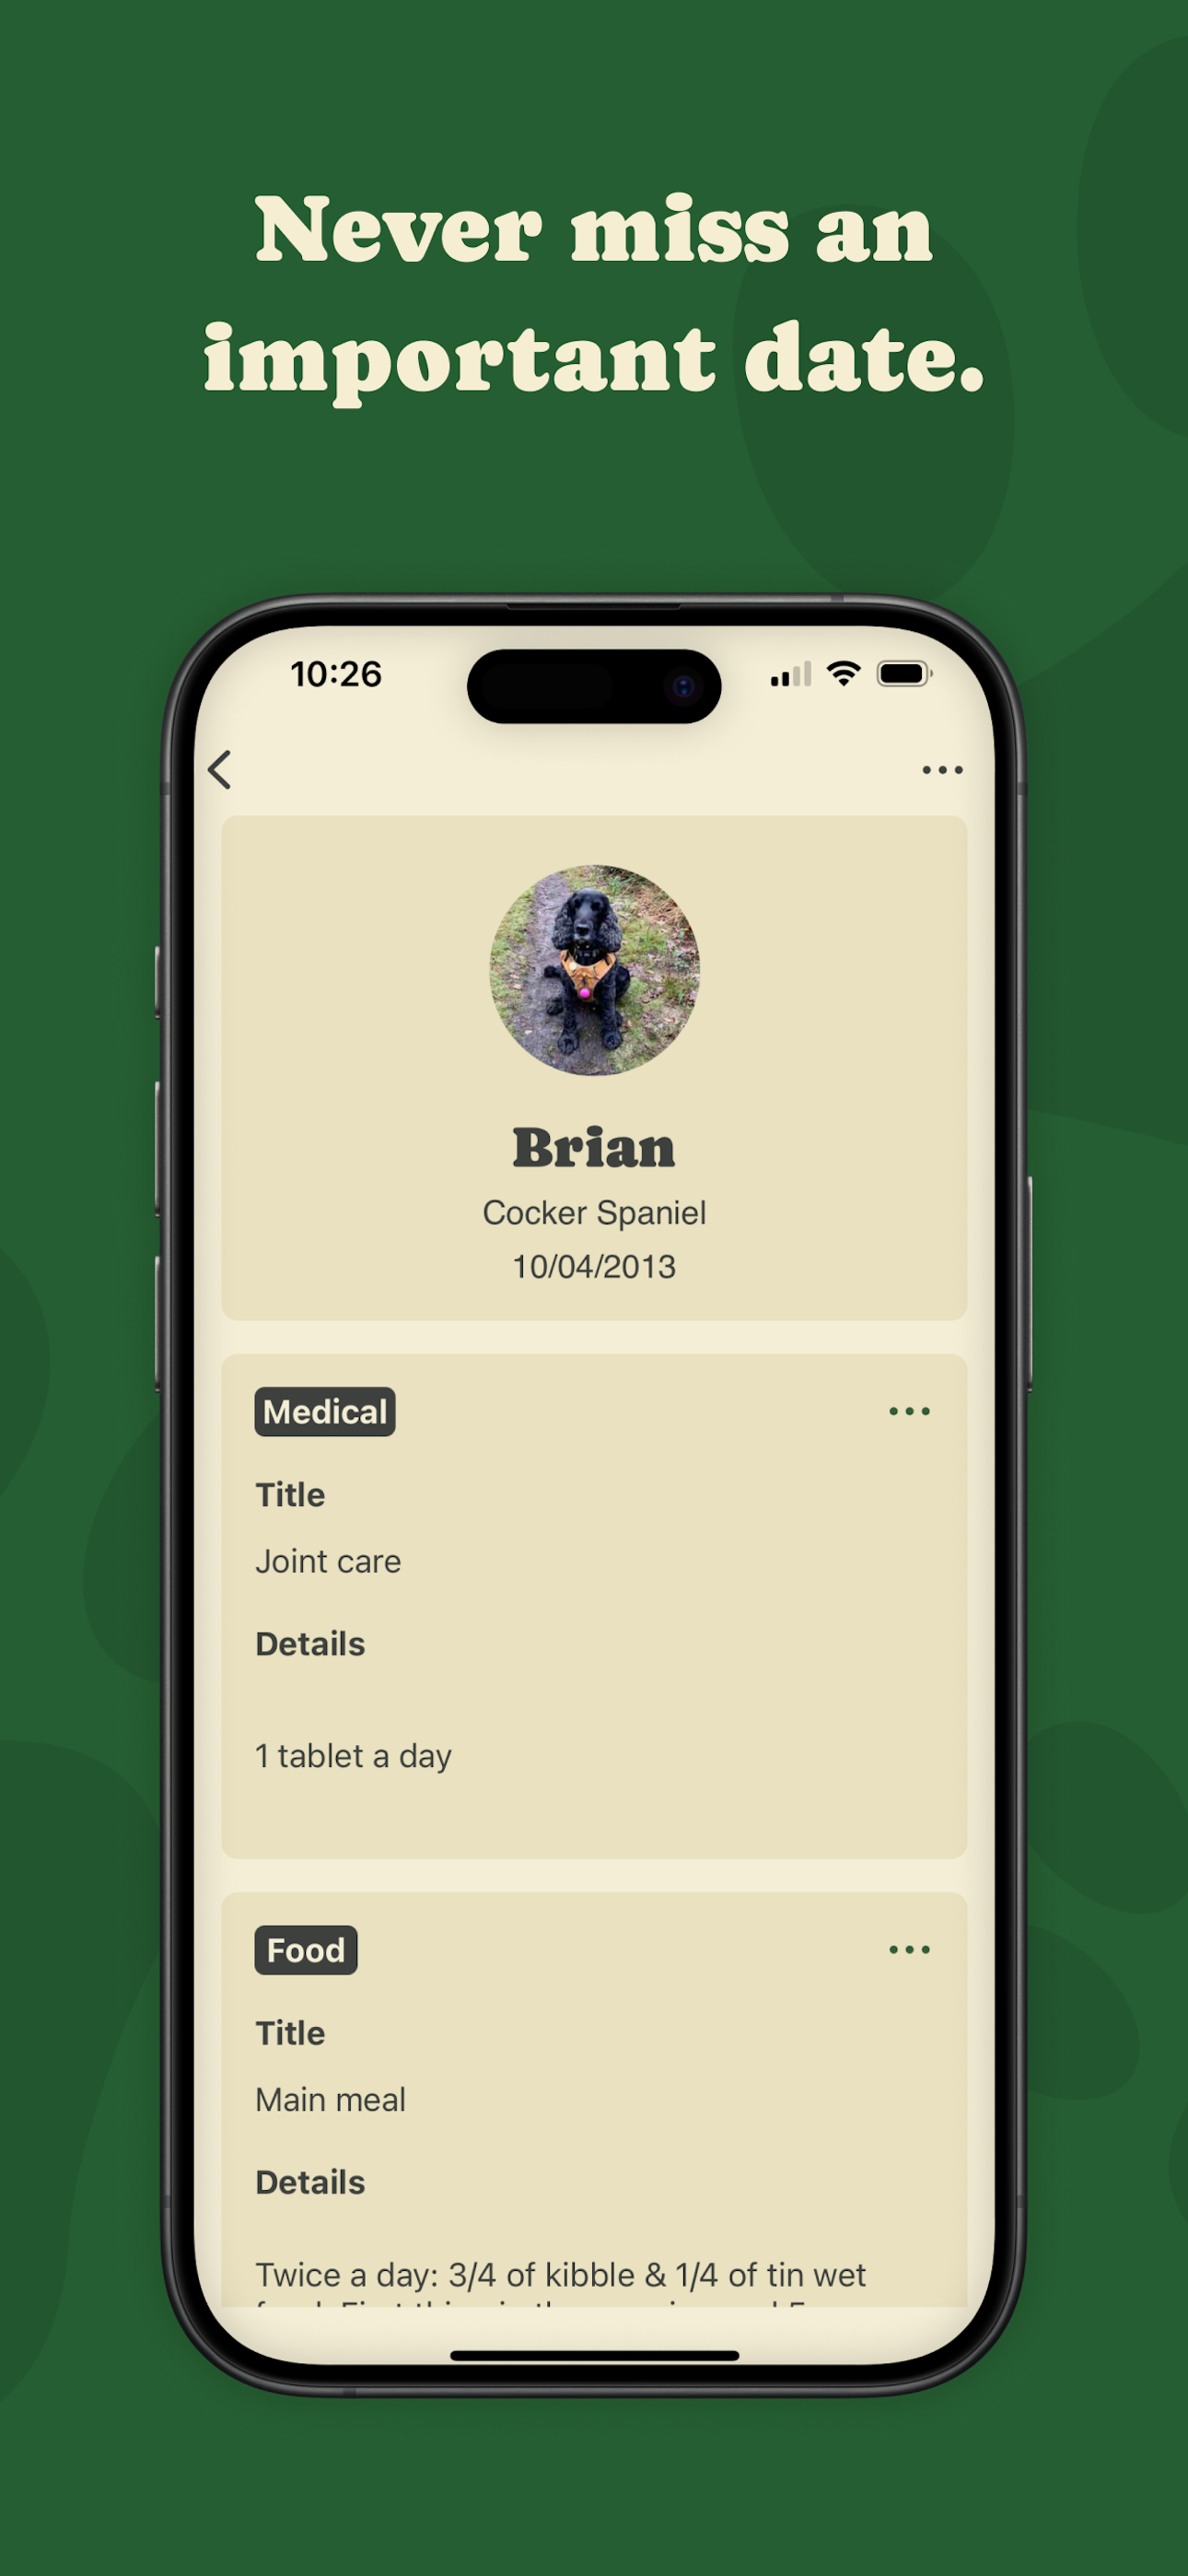 Never miss an
important date.
10:26
Brian
Cocker Spaniel
10/04/2013
Medical
Title
Joint care
Details
1 tablet a day
Food
Title
Main meal
Details
Twice a day: 3/4 of kibble & 1/4 of tin wet